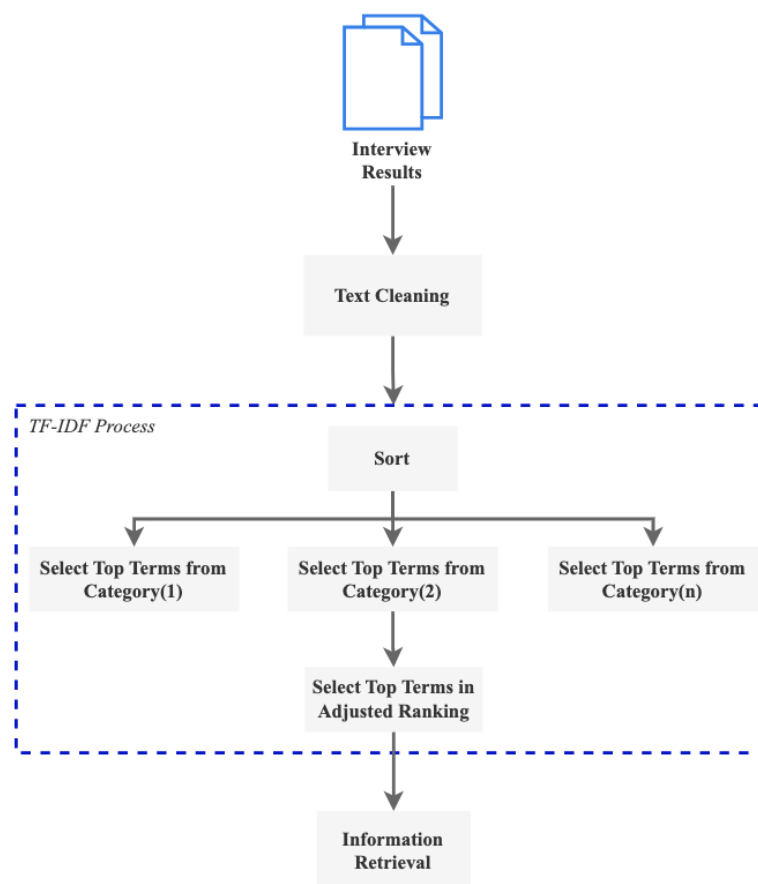 Interview
Results
Text Cleaning
TF-IDF Process
Sort
Select Top Terms from
Category(1)
Select Top Terms from
Category(2)
Select Top Terms from
Category(n)
Select Top Terms in
Adjusted Ranking
Information
Retrieval